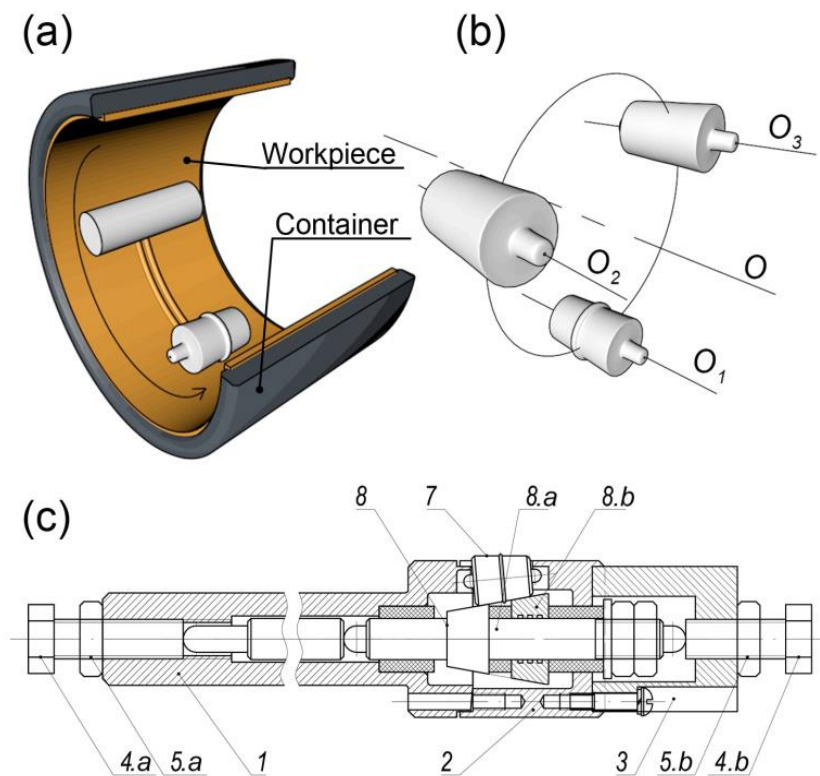 (a)
(b)
Workpiece
Container
O₃
O₂
O
O₁
(c)
8
7
8.a
8.b
4.a
5.a
1
2
3
5.b
4.b